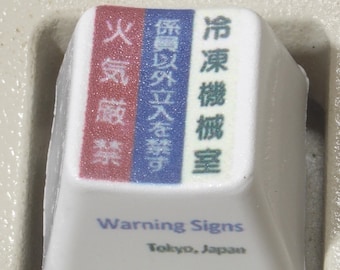 冷凍機械室
係員以外立入を禁ず
火気厳禁
Warning Signs
Tokyo, Japan